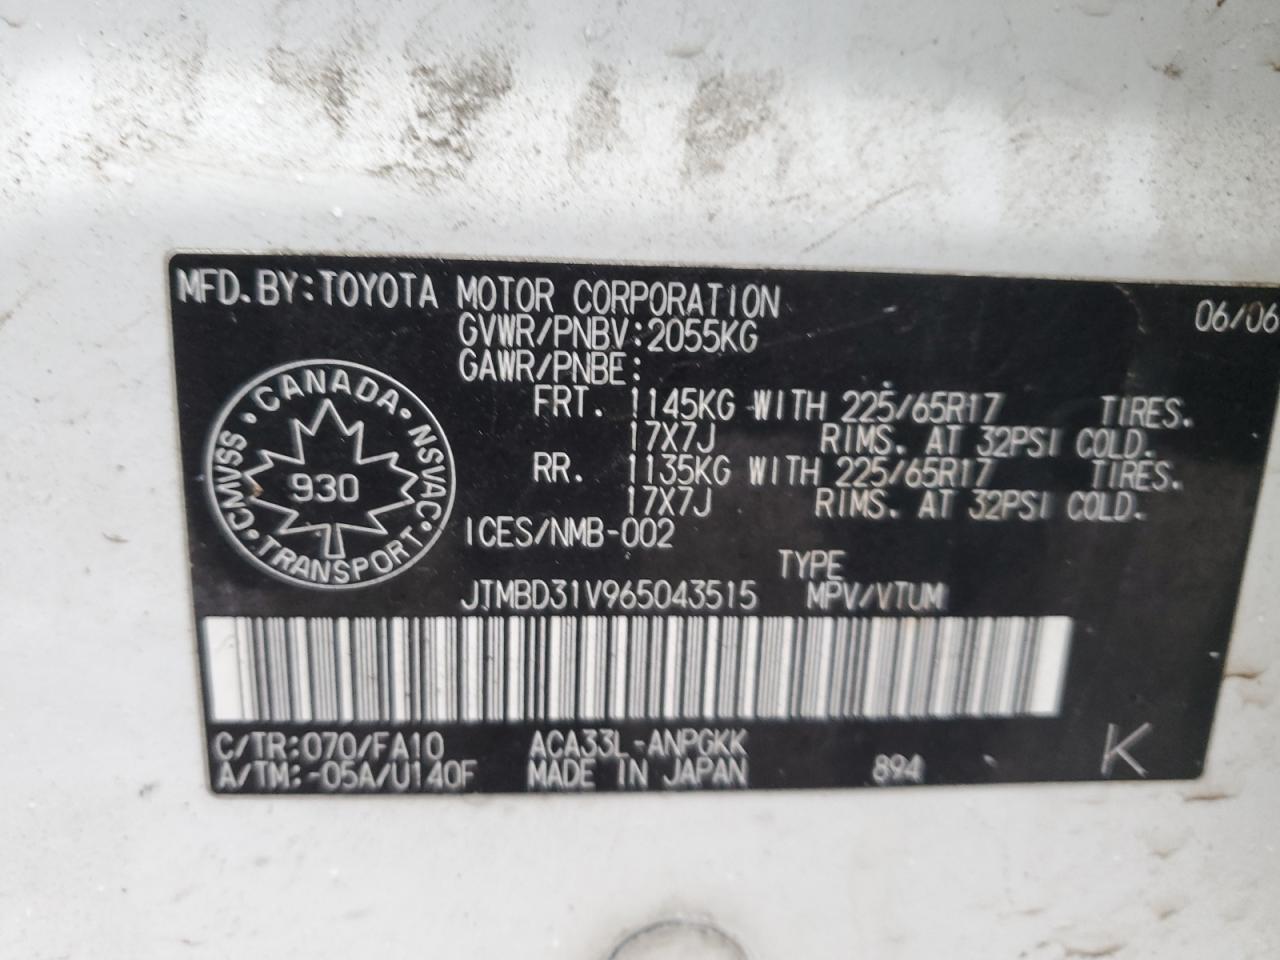 MFD.BY:TOYOTA MOTOR CORPORATION 06/06
GVWR/PNBV:2055KG
GAWR/PNBE:
FRT. 1145KG WITH 225/65R17 TIRES.
17X7J RIMS. AT 32PSI COLD.
RR. 1135KG WITH 225/65R17 TIRES.
17X7J RIMS. AT 32PSI COLD.
CANADA · NSVAC · TRANSPORT · CMVSS ·
930
ICES/NMB-002
TYPE
JTMBD31V965043515 MPV/VTUM
C/TR:070/FA10 ACA33L-ANPGKK
A/TM:-05A/U140F MADE IN JAPAN 894 K